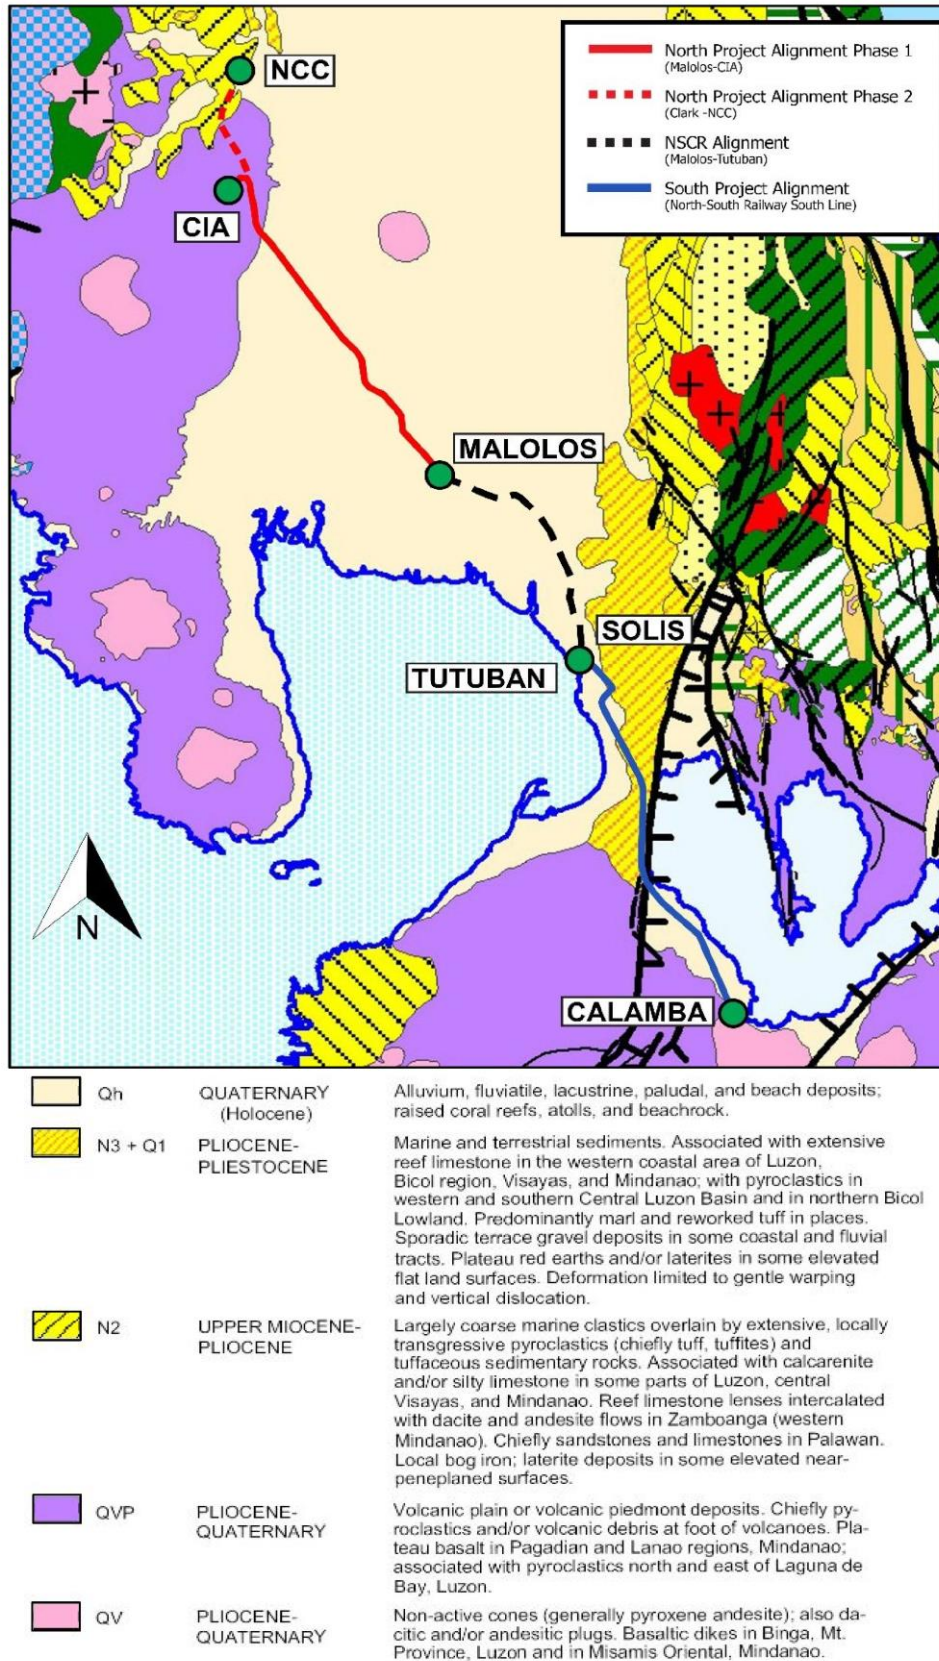 North Project Alignment Phase 1
(Malolos-CIA)
North Project Alignment Phase 2
(Clark -NCC)
NSCR Alignment
(Malolos-Tutuban)
South Project Alignment
(North-South Railway South Line)
NCC
CIA
MALOLOS
SOLIS
TUTUBAN
CALAMBA
N
Qh QUATERNARY
(Holocene)
Alluvium, fluviatile, lacustrine, paludal, and beach deposits;
raised coral reefs, atolls, and beachrock.
N3 + Q1 PLIOCENE-
PLIESTOCENE
Marine and terrestrial sediments. Associated with extensive
reef limestone in the western coastal area of Luzon,
Bicol region, Visayas, and Mindanao; with pyroclastics in
western and southern Central Luzon Basin and in northern Bicol
Lowland. Predominantly marl and reworked tuff in places.
Sporadic terrace gravel deposits in some coastal and fluvial
tracts. Plateau red earths and/or laterites in some elevated
flat land surfaces. Deformation limited to gentle warping
and vertical dislocation.
N2 UPPER MIOCENE-
PLIOCENE
Largely coarse marine clastics overlain by extensive, locally
transgressive pyroclastics (chiefly tuff, tuffites) and
tuffaceous sedimentary rocks. Associated with calcarenite
and/or silty limestone in some parts of Luzon, central
Visayas, and Mindanao. Reef limestone lenses intercalated
with dacite and andesite flows in Zamboanga (western
Mindanao). Chiefly sandstones and limestones in Palawan.
Local bog iron; laterite deposits in some elevated near-
peneplaned surfaces.
QVP PLIOCENE-
QUATERNARY
Volcanic plain or volcanic piedmont deposits. Chiefly py-
roclastics and/or volcanic debris at foot of volcanoes. Pla-
teau basalt in Pagadian and Lanao regions, Mindanao;
associated with pyroclastics north and east of Laguna de
Bay, Luzon.
QV PLIOCENE-
QUATERNARY
Non-active cones (generally pyroxene andesite); also da-
citic and/or andesitic plugs. Basaltic dikes in Binga, Mt.
Province, Luzon and in Misamis Oriental, Mindanao.